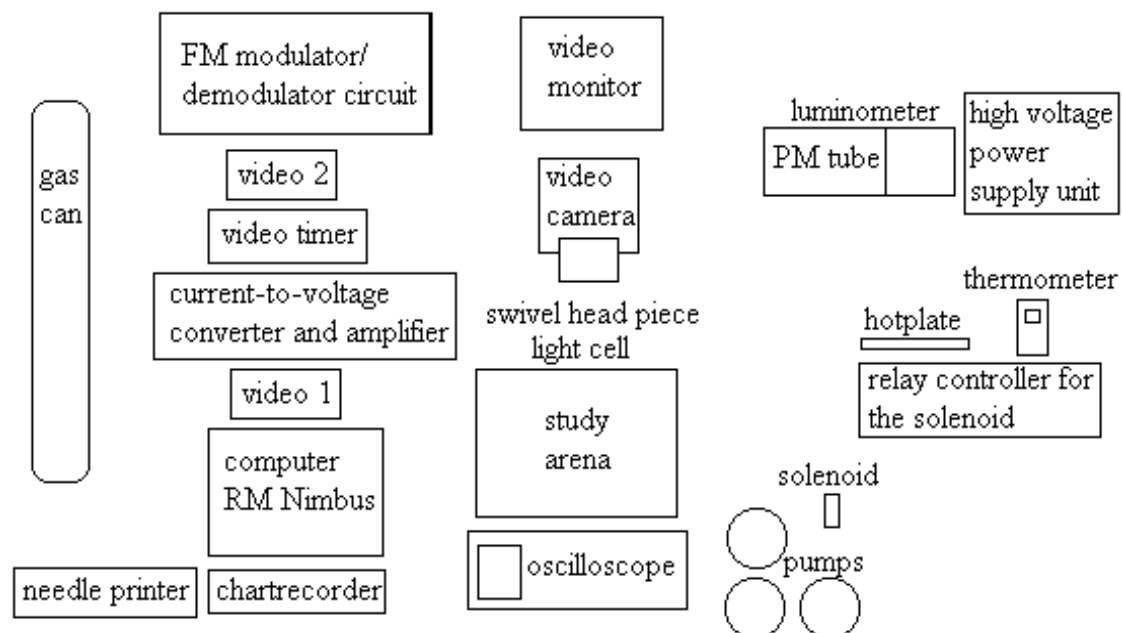 FM modulator/
demodulator circuit
video
monitor
luminometer
high voltage
power
supply unit
PM tube
gas
can
video 2
video
camera
video timer
current-to-voltage
converter and amplifier
swivel head piece
light cell
thermometer
hotplate
relay controller for
the solenoid
video 1
study
arena
computer
RM Nimbus
solenoid
pumps
oscilloscope
needle printer
chartrecorder